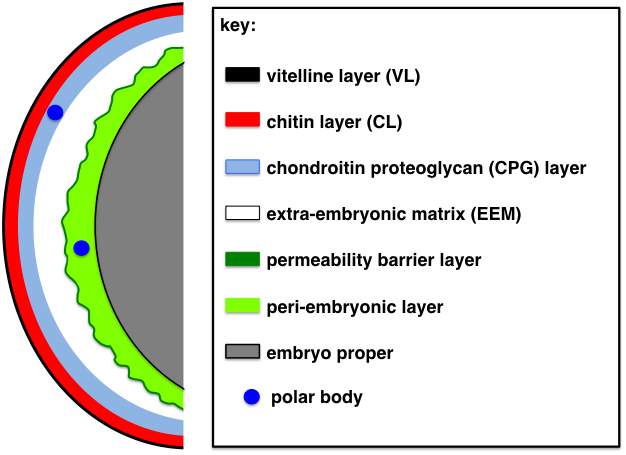 key:
vitelline layer (VL)
chitin layer (CL)
chondroitin proteoglycan (CPG) layer
extra-embryonic matrix (EEM)
permeability barrier layer
peri-embryonic layer
embryo proper
polar body